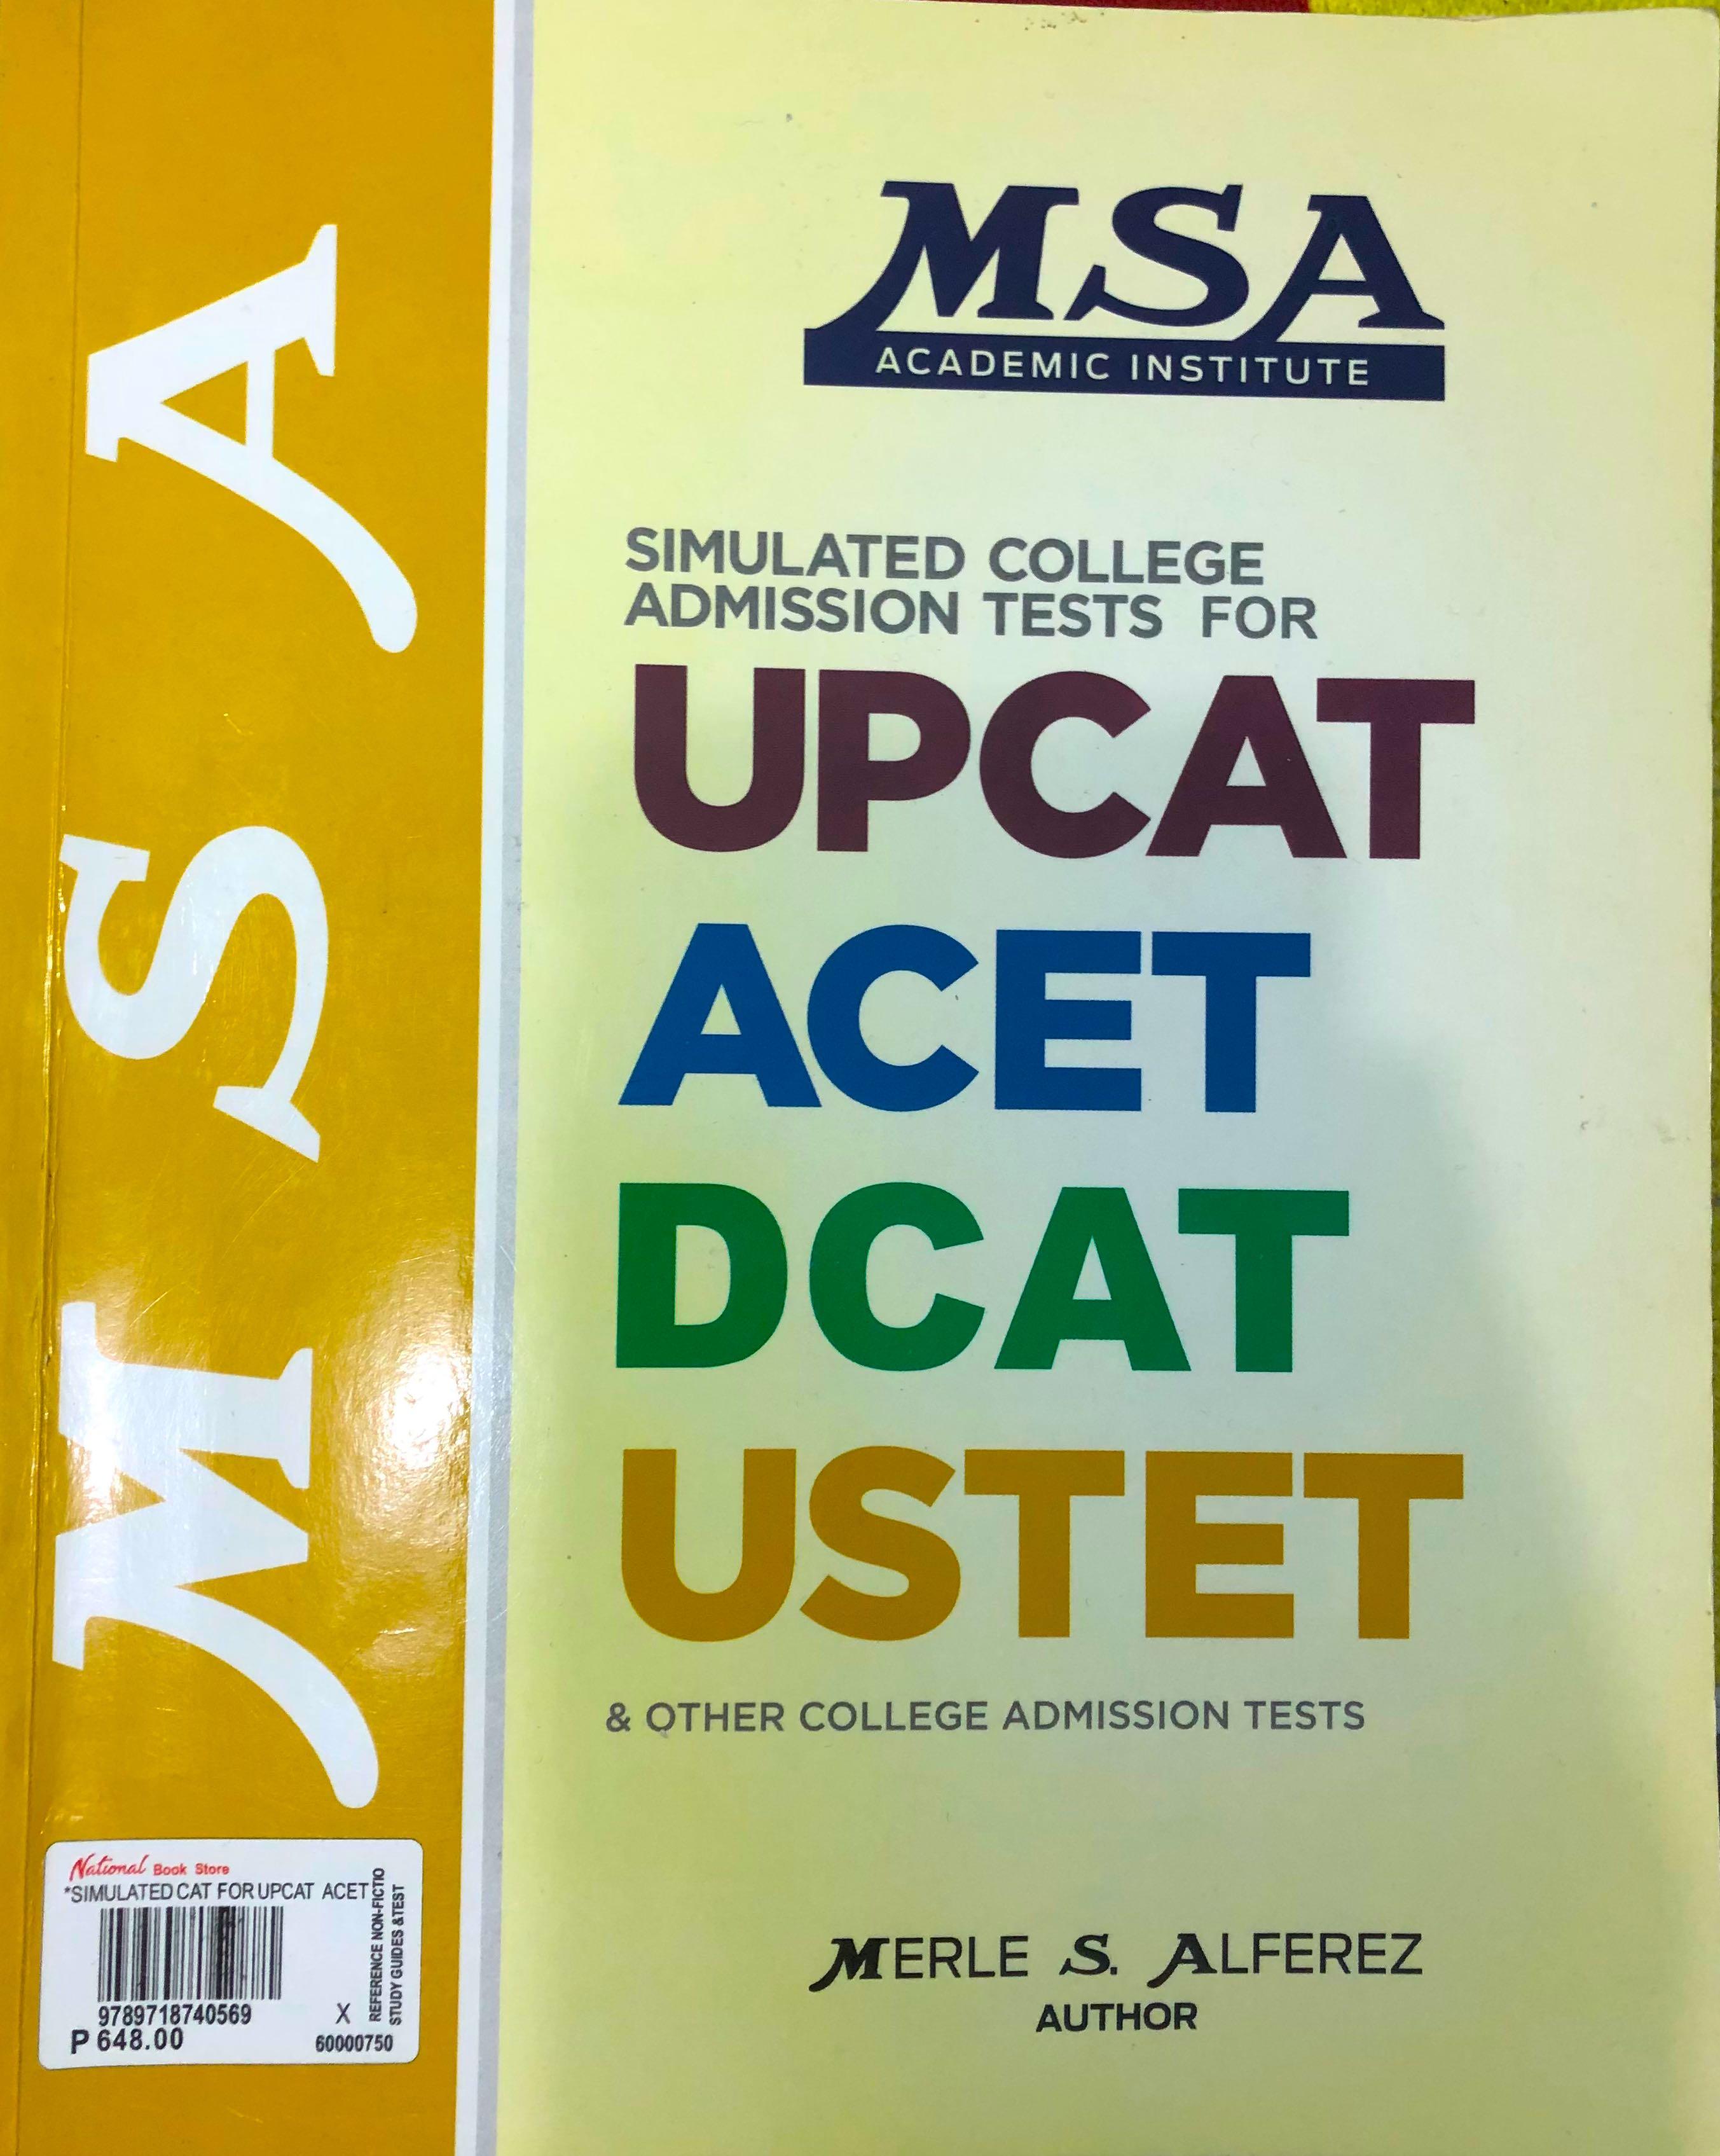 MSA
MSA
ACADEMIC INSTITUTE
SIMULATED COLLEGE
ADMISSION TESTS FOR
UPCAT
ACET
DCAT
USTET
& OTHER COLLEGE ADMISSION TESTS
MERLE S. ALFEREZ
AUTHOR
National Book Store
*SIMULATED CAT FOR UPCAT ACET
REFERENCE NON-FICTIO
STUDY GUIDES &TEST
9789718740569 X
P 648.00 60000750